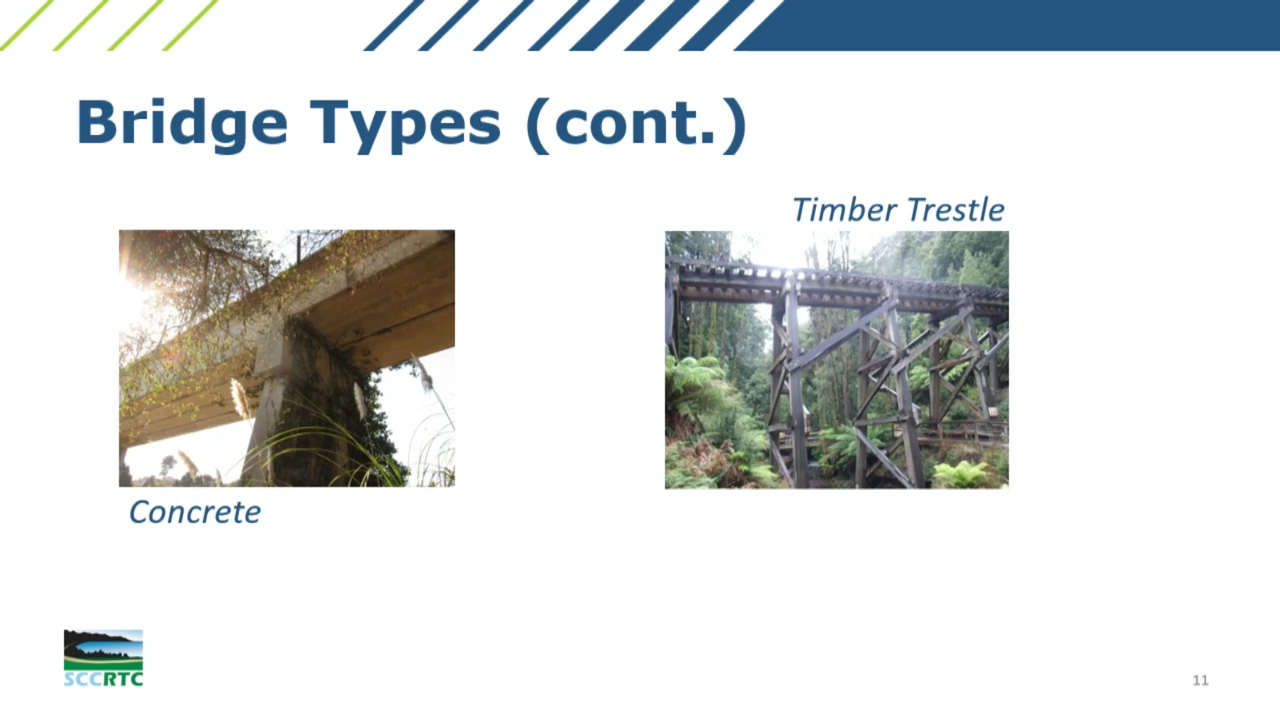 Bridge Types (cont.)
Timber Trestle
Concrete
SCCRTC
11